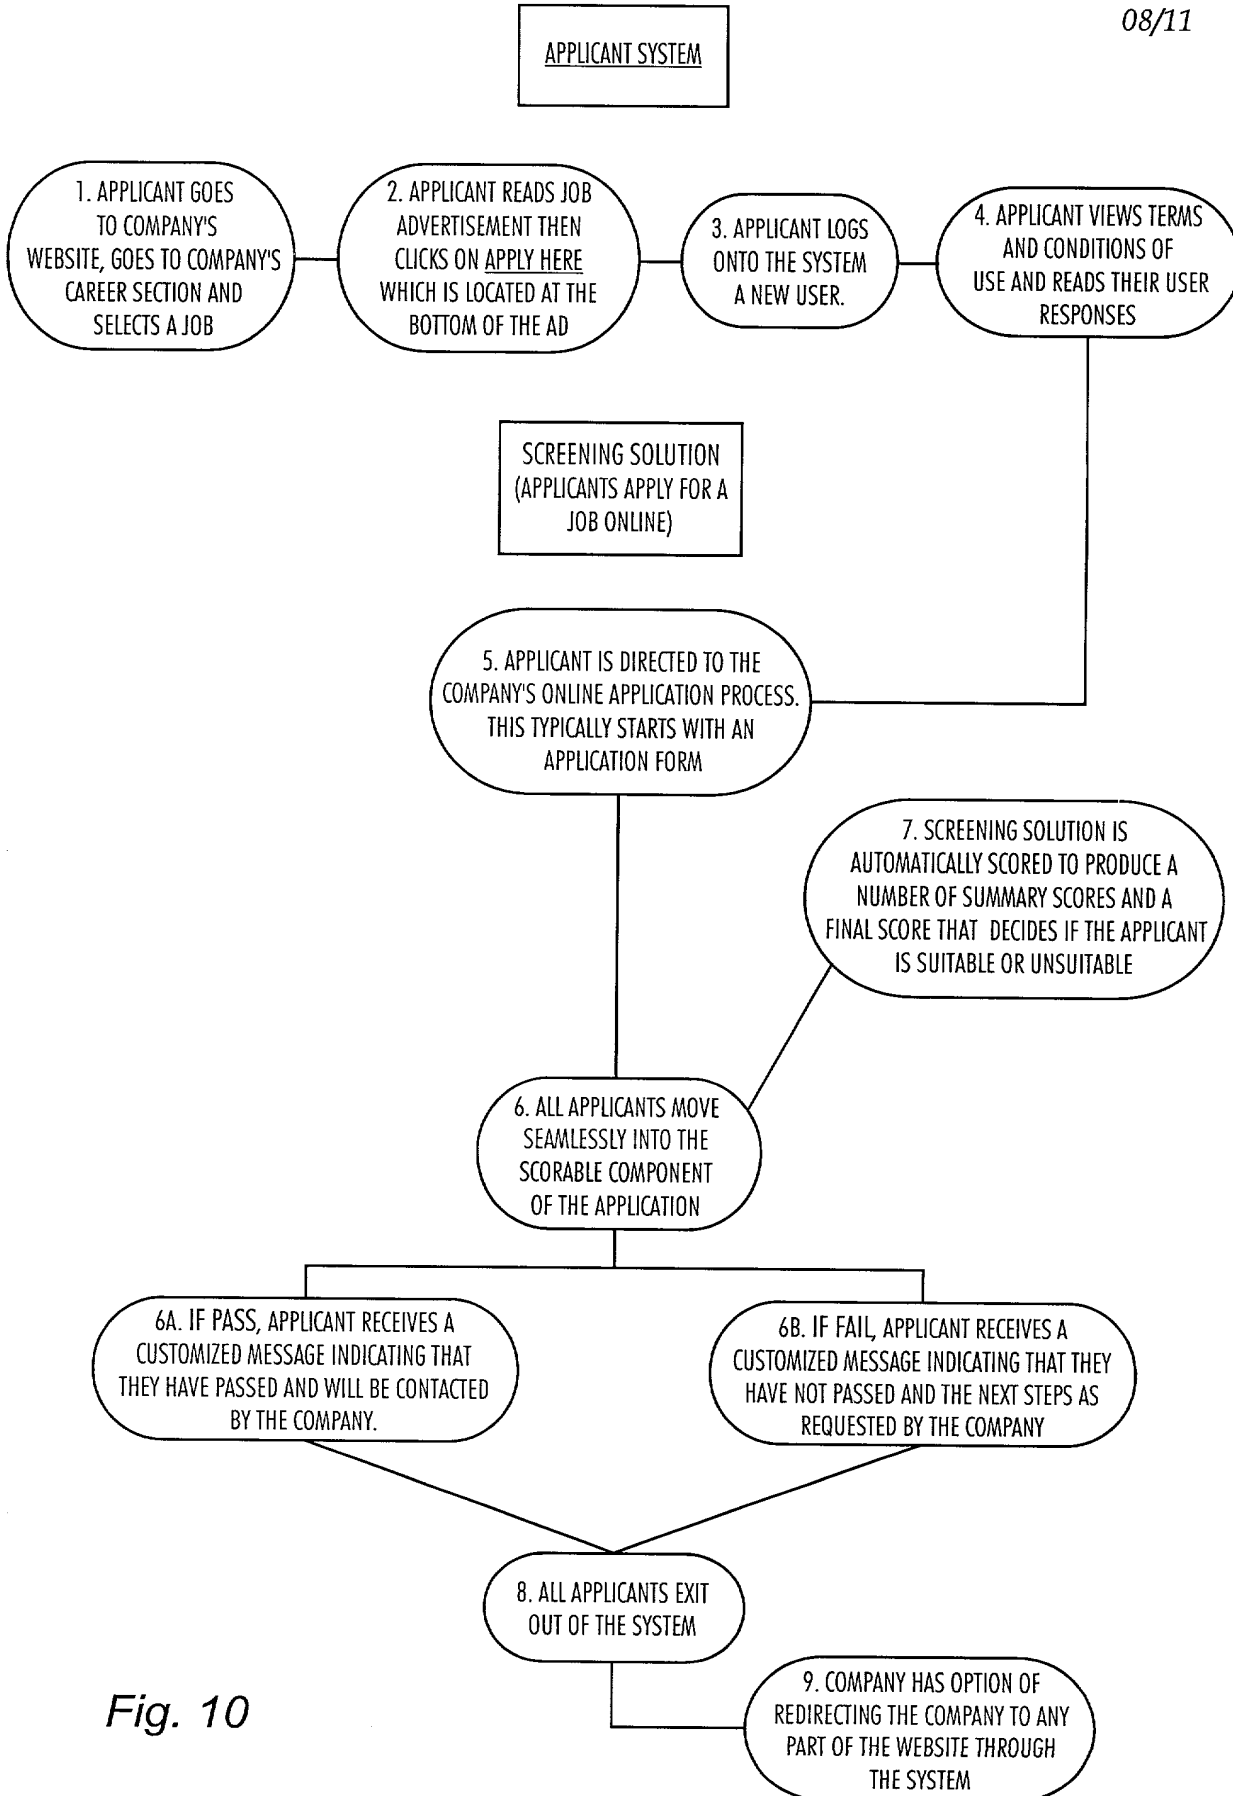 08/11
APPLICANT SYSTEM
1. APPLICANT GOES
TO COMPANY'S
WEBSITE, GOES TO COMPANY'S
CAREER SECTION AND
SELECTS A JOB
2. APPLICANT READS JOB
ADVERTISEMENT THEN
CLICKS ON APPLY HERE
WHICH IS LOCATED AT THE
BOTTOM OF THE AD
3. APPLICANT LOGS
ONTO THE SYSTEM
A NEW USER.
4. APPLICANT VIEWS TERMS
AND CONDITIONS OF
USE AND READS THEIR USER
RESPONSES
SCREENING SOLUTION
(APPLICANTS APPLY FOR A
JOB ONLINE)
5. APPLICANT IS DIRECTED TO THE
COMPANY'S ONLINE APPLICATION PROCESS.
THIS TYPICALLY STARTS WITH AN
APPLICATION FORM
7. SCREENING SOLUTION IS
AUTOMATICALLY SCORED TO PRODUCE A
NUMBER OF SUMMARY SCORES AND A
FINAL SCORE THAT DECIDES IF THE APPLICANT
IS SUITABLE OR UNSUITABLE
6. ALL APPLICANTS MOVE
SEAMLESSLY INTO THE
SCORABLE COMPONENT
OF THE APPLICATION
6A. IF PASS, APPLICANT RECEIVES A
CUSTOMIZED MESSAGE INDICATING THAT
THEY HAVE PASSED AND WILL BE CONTACTED
BY THE COMPANY.
6B. IF FAIL, APPLICANT RECEIVES A
CUSTOMIZED MESSAGE INDICATING THAT THEY
HAVE NOT PASSED AND THE NEXT STEPS AS
REQUESTED BY THE COMPANY
8. ALL APPLICANTS EXIT
OUT OF THE SYSTEM
9. COMPANY HAS OPTION OF
REDIRECTING THE COMPANY TO ANY
PART OF THE WEBSITE THROUGH
THE SYSTEM
Fig. 10